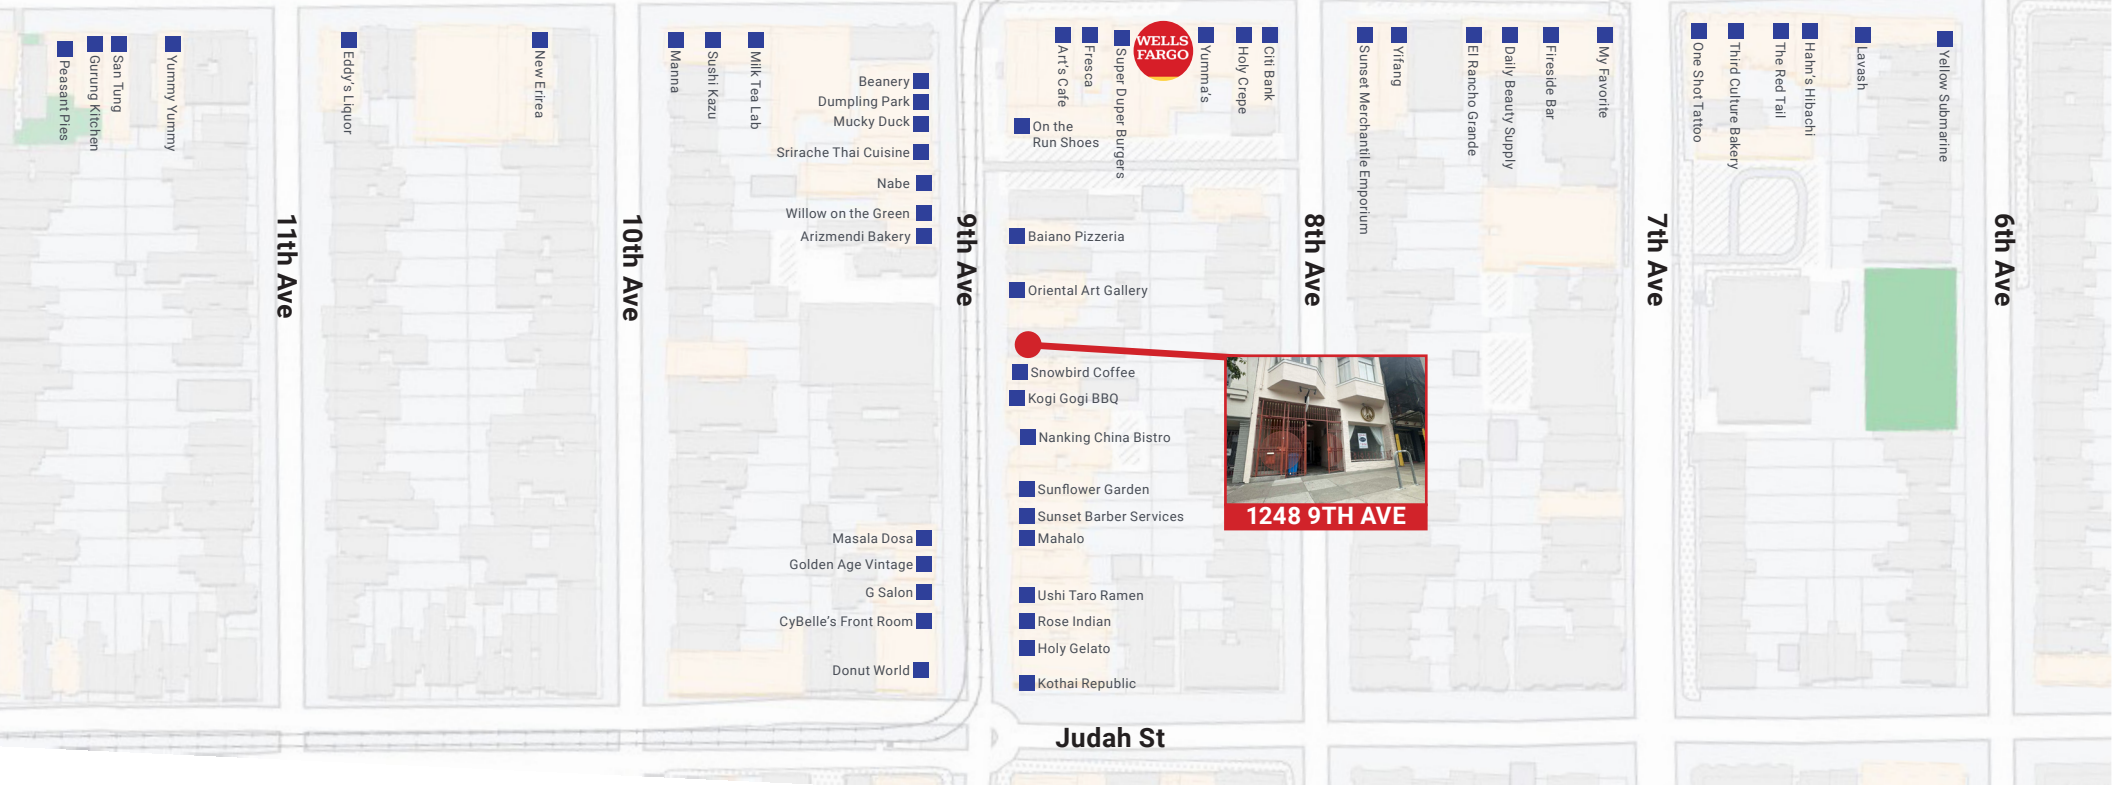 Peasant Pies
Gurung Kitchen
San Tung
Yummy Yummy
Eddy's Liquor
New Erirea
Manna
Sushi Kazu
Milk Tea Lab
Beanery
Dumpling Park
Mucky Duck
Srirache Thai Cuisine
Nabe
Willow on the Green
Arizmendi Bakery
Art's Cafe
Fresca
Super Duper Burgers
WELLS
FARGO
Yumma's
Holy Crepe
Citi Bank
On the
Run Shoes
Sunset Merchantile Emporium
Yifang
El Rancho Grande
Daily Beauty Supply
Fireside Bar
My Favorite
One Shot Tattoo
Third Culture Bakery
The Red Tail
Hahn's Hibachi
Lavash
Yellow Submarine
11th Ave
10th Ave
9th Ave
8th Ave
7th Ave
6th Ave
Baiano Pizzeria
Oriental Art Gallery
Snowbird Coffee
Kogi Gogi BBQ
Nanking China Bistro
Sunflower Garden
Sunset Barber Services
Mahalo
1248 9TH AVE
Masala Dosa
Golden Age Vintage
G Salon
CyBelle's Front Room
Donut World
Ushi Taro Ramen
Rose Indian
Holy Gelato
Kothai Republic
Judah St